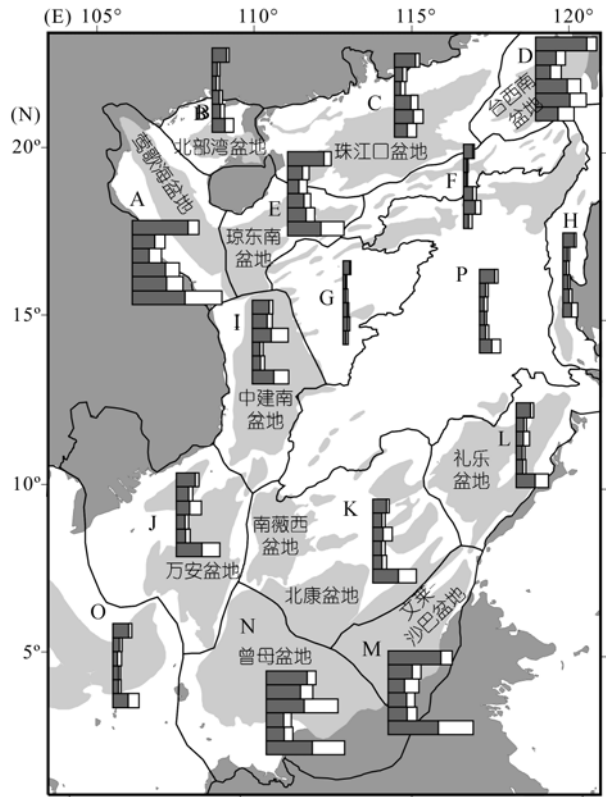 (E) 105° 110° 115° 120°
(N)
20°
15°
10°
5°
D
台西南
盆地
B
北部湾盆地
C
珠江口盆地
莺歌海盆地
A
E
琼东南
盆地
F
H
G
P
I
中建南
盆地
L
礼乐
盆地
J
万安盆地
南薇西
盆地
K
北康盆地
文莱-
沙巴盆地
O
N
曾母盆地
M